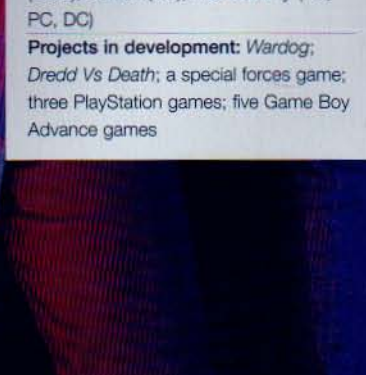 PC, DC)
Projects in development: Wardog;
Dredd Vs Death; a special forces game;
three PlayStation games; five Game Boy
Advance games